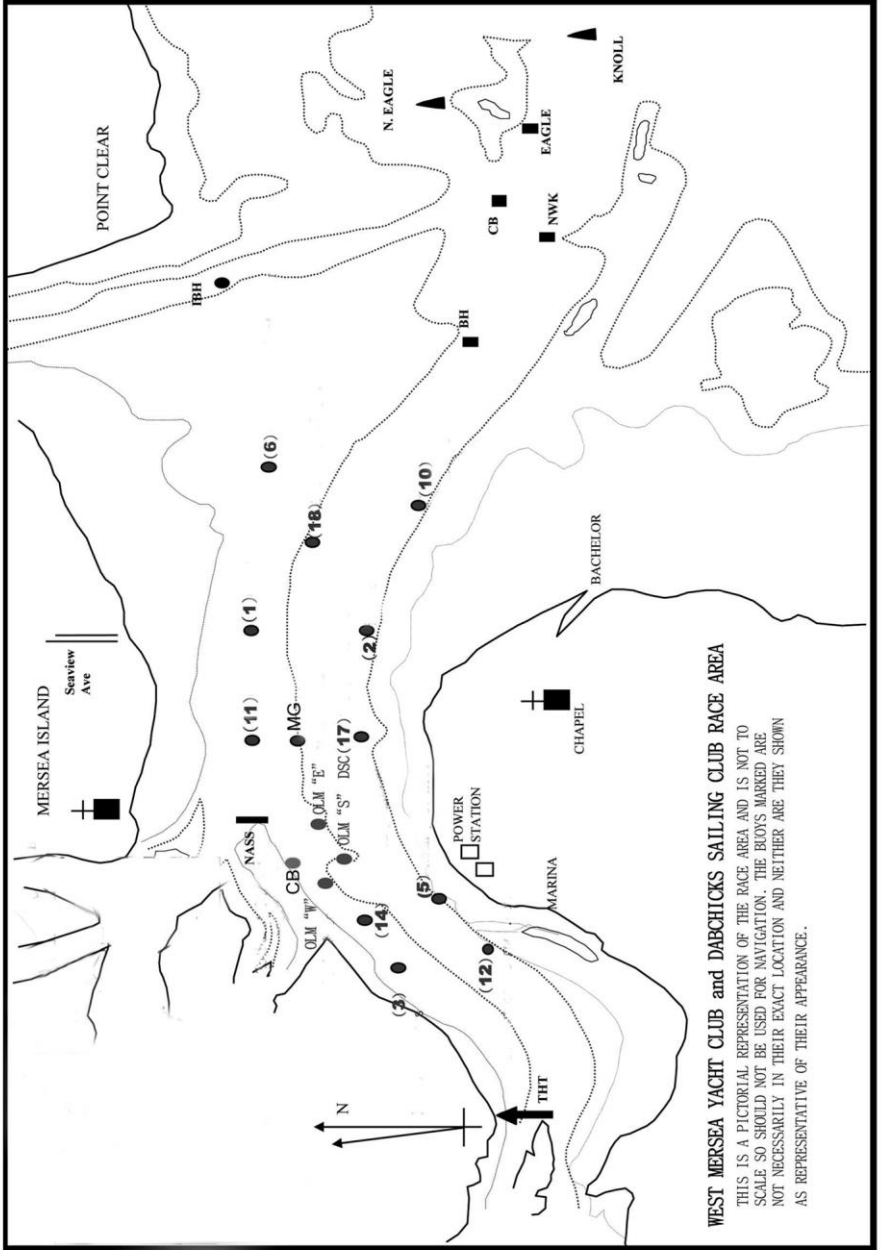 POINT CLEAR
MERSEA ISLAND
Seaview
Ave
N. EAGLE
KNOLL
EAGLE
CB
NWK
IBH
BH
(6)
(18)
(10)
(1)
(2)
(11)
MG
DSC(17)
NASS
OLM "E"
OLM "S"
CB
OLM "W"
(14)
(5)
(3)
(12)
BACHELOR
CHAPEL
POWER
STATION
MARINA
THT
N
WEST MERSEA YACHT CLUB and DABCHICKS SAILING CLUB RACE AREA
THIS IS A PICTORIAL REPRESENTATION OF THE RACE AREA AND IS NOT TO
SCALE SO SHOULD NOT BE USED FOR NAVIGATION. THE BUOYS MARKED ARE
NOT NECESSARILY IN THEIR EXACT LOCATION AND NEITHER ARE THEY SHOWN
AS REPRESENTATIVE OF THEIR APPEARANCE.